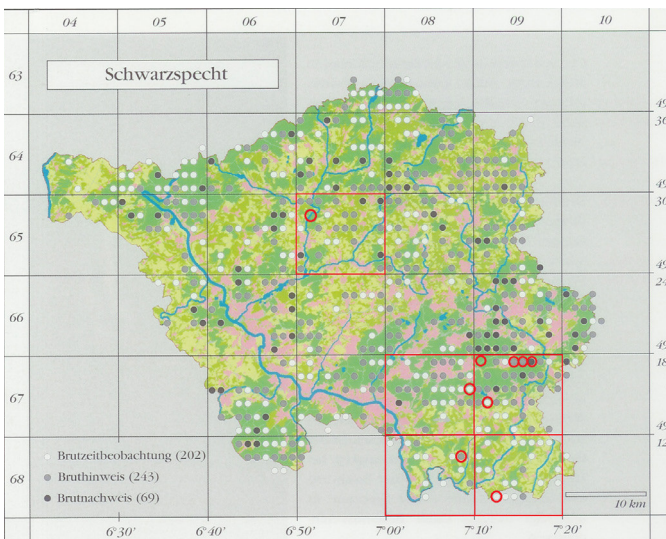 04 05 06 07 08 09 10
63
Schwarzspecht
49
36
64
49
30
65
49
24
66
49
18
67
49
12
Brutzeitbeobachtung (202)
Bruthinweis (243)
68
Brutnachweis (69)
10 km
6°30' 6°40' 6°50' 7°00' 7°10' 7°20'